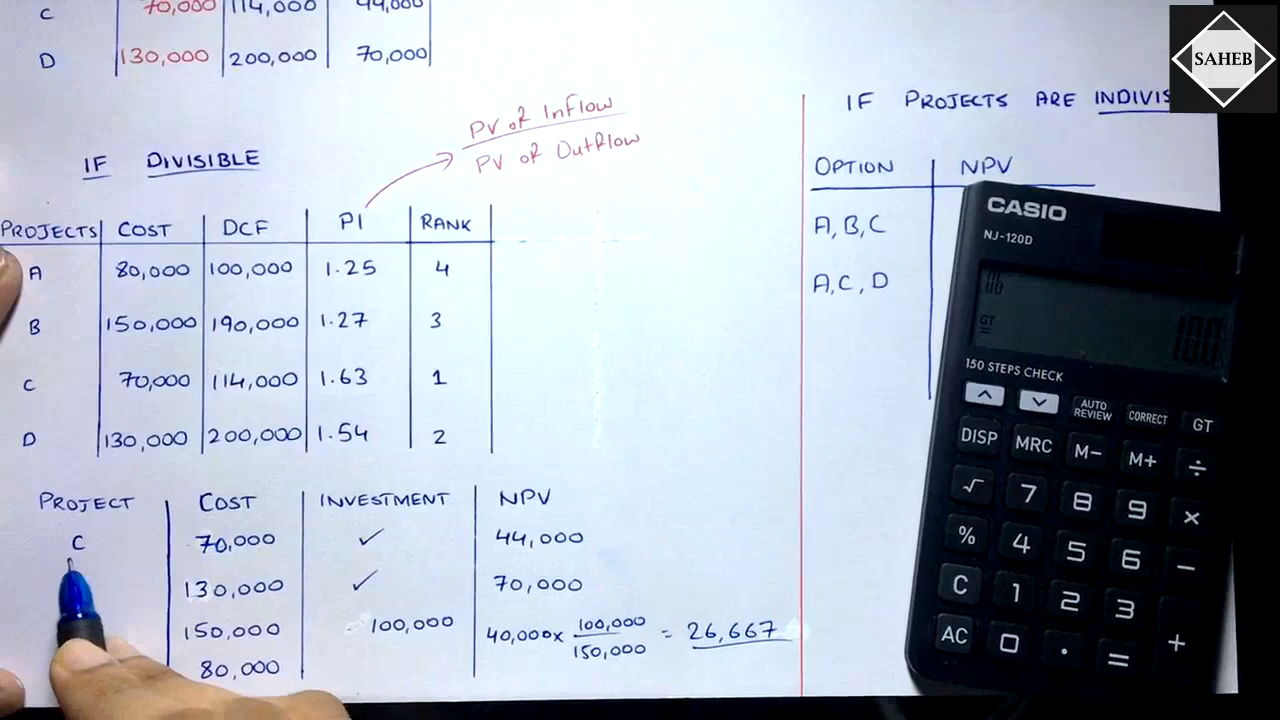 C 70,000 114,000 44,000
D 130,000 200,000 70,000
SAHEB
PV of Inflow
PV of Outflow
IF DIVISIBLE
PROJECTS COST DCF PI RANK
A 80,000 100,000 1.25 4
B 150,000 190,000 1.27 3
C 70,000 114,000 1.63 1
D 130,000 200,000 1.54 2
PROJECT COST INVESTMENT NPV
C 70,000 ✓ 44,000
130,000 ✓ 70,000
150,000 100,000 40,000 x 100,000/150,000 = 26,667
80,000
IF PROJECTS ARE INDIVIS
OPTION NPV
A, B, C
A, C, D
CASIO
NJ-120D
GT
100
150 STEPS CHECK
AUTO REVIEW CORRECT GT
DISP MRC M− M+ ÷
√ 7 8 9 ×
% 4 5 6 −
C 1 2 3
AC 0 . = +